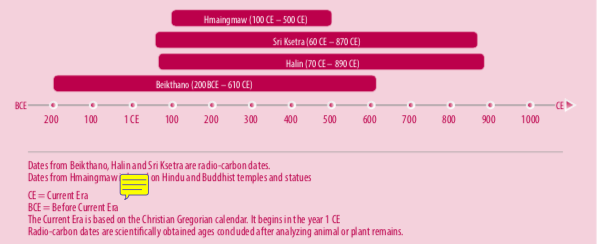 Hmaingmaw (100 CE – 500 CE)
Sri Ksetra (60 CE – 870 CE)
Halin (70 CE – 890 CE)
Beikthano (200 BCE – 610 CE)
BCE CE
200 100 1 CE 100 200 300 400 500 600 700 800 900 1000
Dates from Beikthano, Halin and Sri Ksetra are radio-carbon dates.
Dates from Hmaingmaw on Hindu and Buddhist temples and statues
CE = Current Era
BCE = Before Current Era
The Current Era is based on the Christian Gregorian calendar. It begins in the year 1 CE
Radio-carbon dates are scientifically obtained ages concluded after analyzing animal or plant remains.